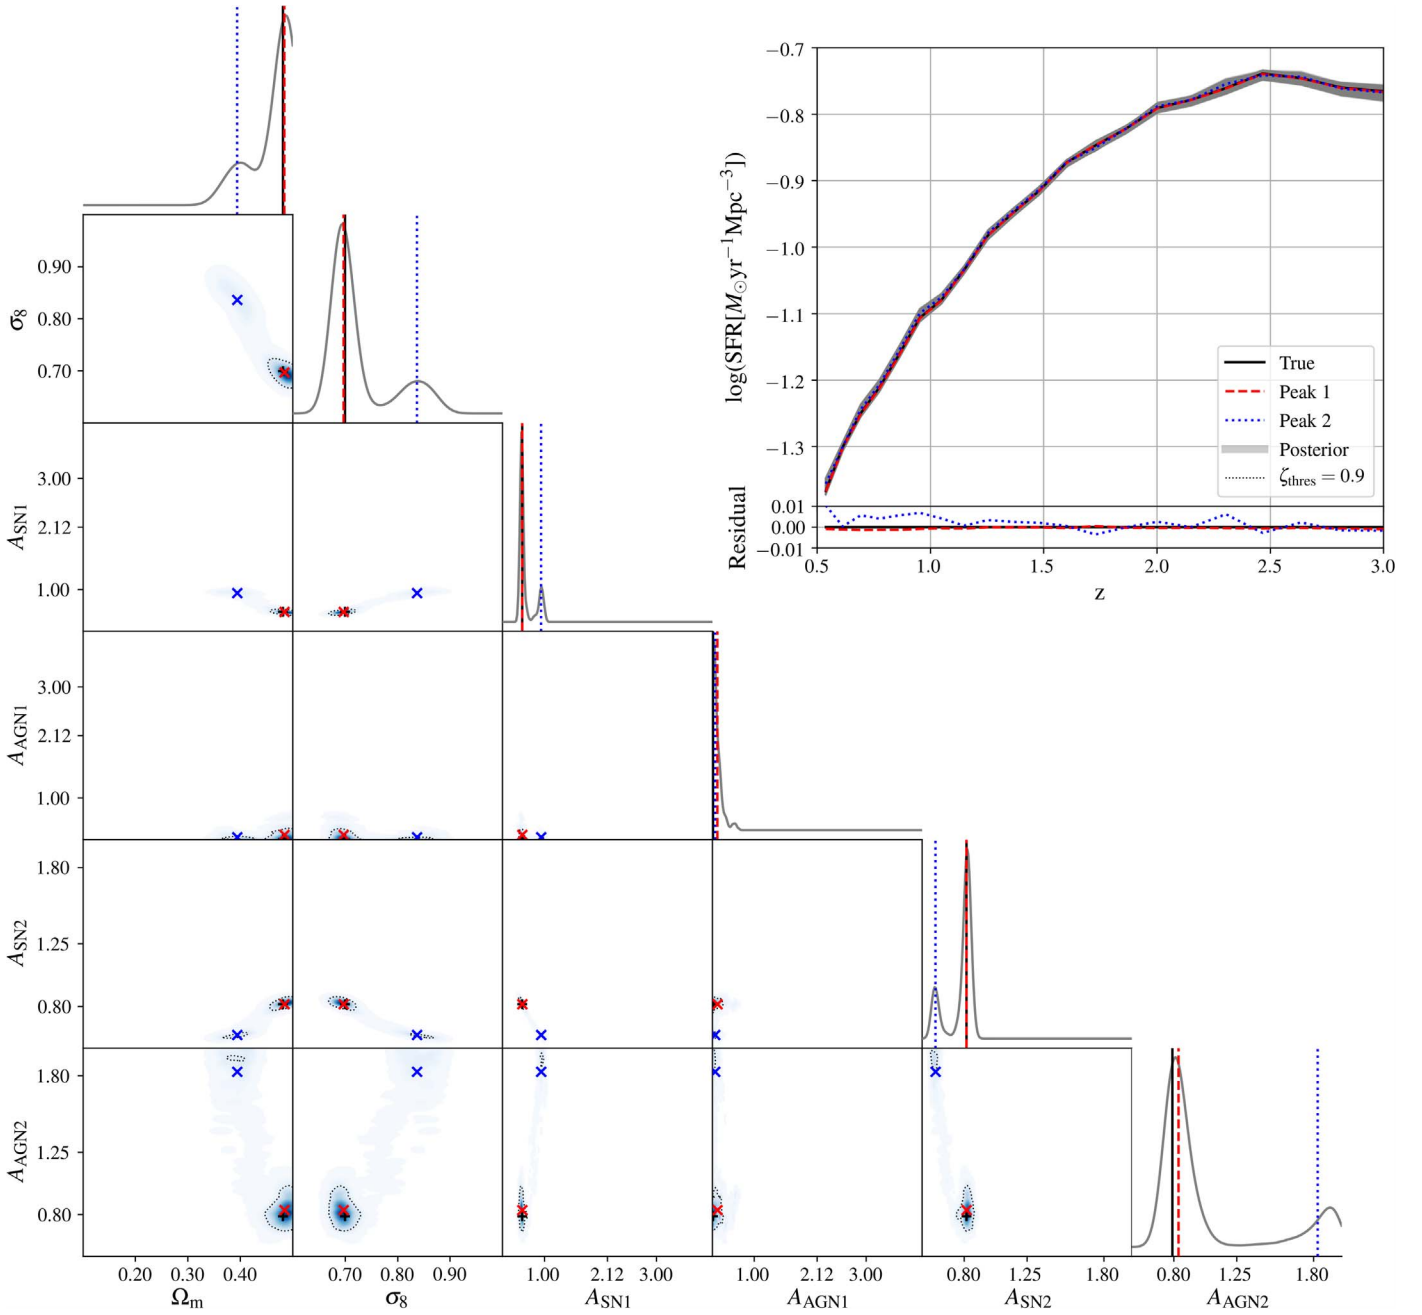 −0.7
−0.8
−0.9
−1.0
−1.1
−1.2
−1.3
log(SFR[M⊙yr−1Mpc−3])
True
Peak 1
Peak 2
Posterior
ζthres = 0.9
Residual
0.01
0.00
−0.01
0.5 1.0 1.5 2.0 2.5 3.0
z
σ8
0.90
0.80
0.70
ASN1
3.00
2.12
1.00
AAGN1
3.00
2.12
1.00
ASN2
1.80
1.25
0.80
AAGN2
1.80
1.25
0.80
0.20 0.30 0.40 0.70 0.80 0.90 1.00 2.12 3.00 1.00 2.12 3.00 0.80 1.25 1.80 0.80 1.25 1.80
Ωm σ8 ASN1 AAGN1 ASN2 AAGN2